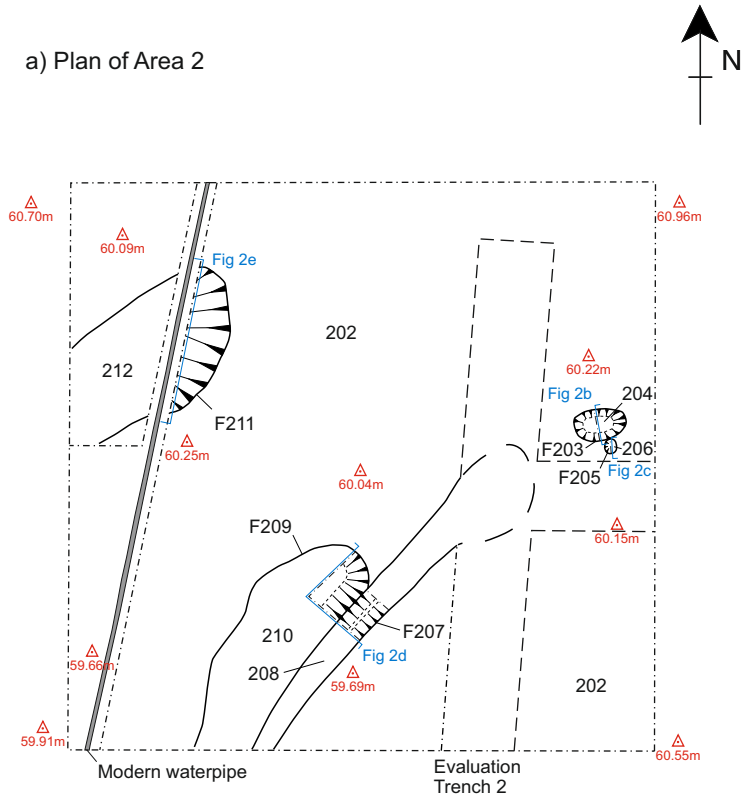 a) Plan of Area 2
N
60.70m
60.96m
60.09m
Fig 2e
202
212
60.22m
Fig 2b
204
F211
F203
206
60.25m
F205
Fig 2c
60.04m
F209
60.15m
210
F207
208
Fig 2d
59.66m
59.69m
202
59.91m
60.55m
Modern waterpipe
Evaluation
Trench 2